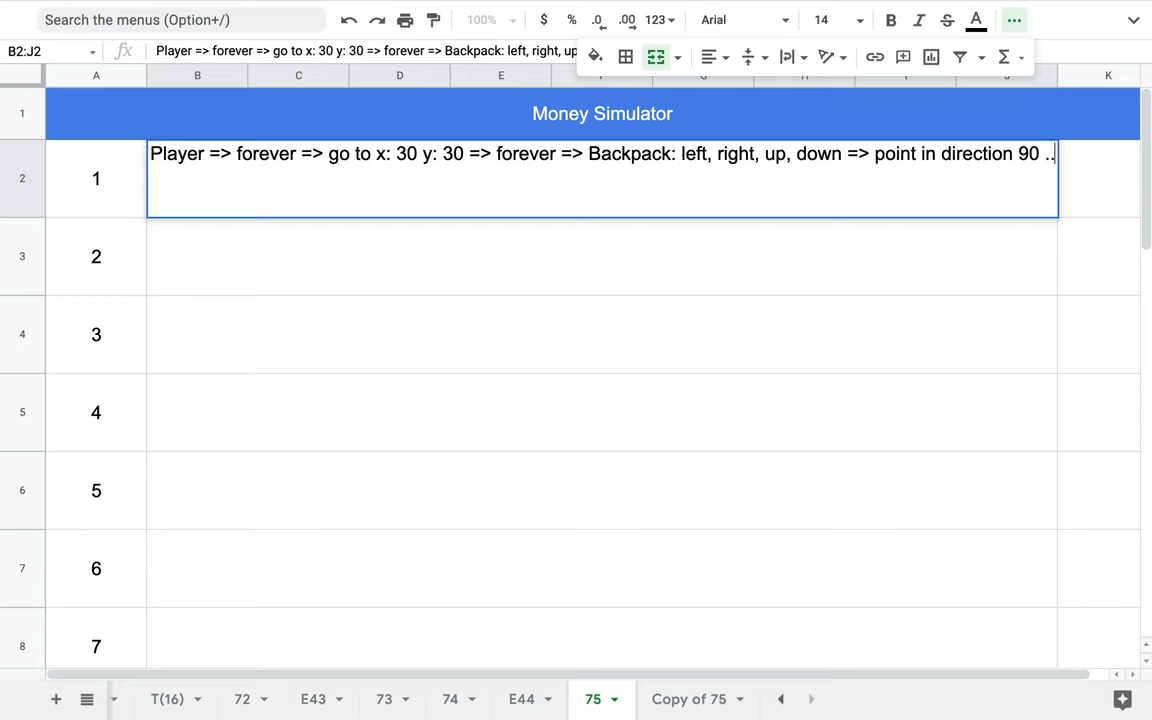 Search the menus (Option+/)
100%
$ % .0 .00 123 Arial 14 B I S A
B2:J2 fx Player => forever => go to x: 30 y: 30 => forever => Backpack: left, right, up
A B C D E K
1 Money Simulator
2 1 Player => forever => go to x: 30 y: 30 => forever => Backpack: left, right, up, down => point in direction 90 ..
3 2
4 3
5 4
6 5
7 6
8 7
T(16) 72 E43 73 74 E44 75 Copy of 75